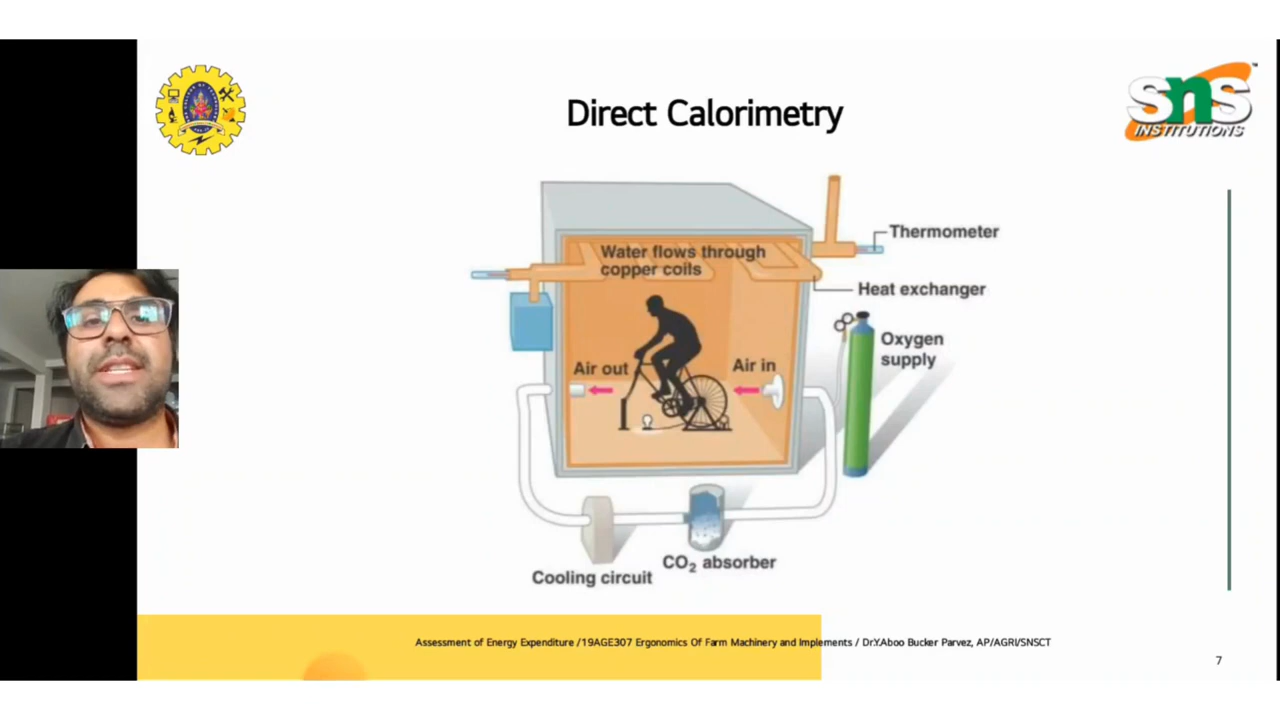 Direct Calorimetry
SNS
INSTITUTIONS
Thermometer
Water flows through
copper coils
Heat exchanger
Oxygen
supply
Air out
Air in
CO₂ absorber
Cooling circuit
Assessment of Energy Expenditure /19AGE307 Ergonomics Of Farm Machinery and Implements / Dr.Y.Aboo Bucker Parvez, AP/AGRI/SNSCT
7